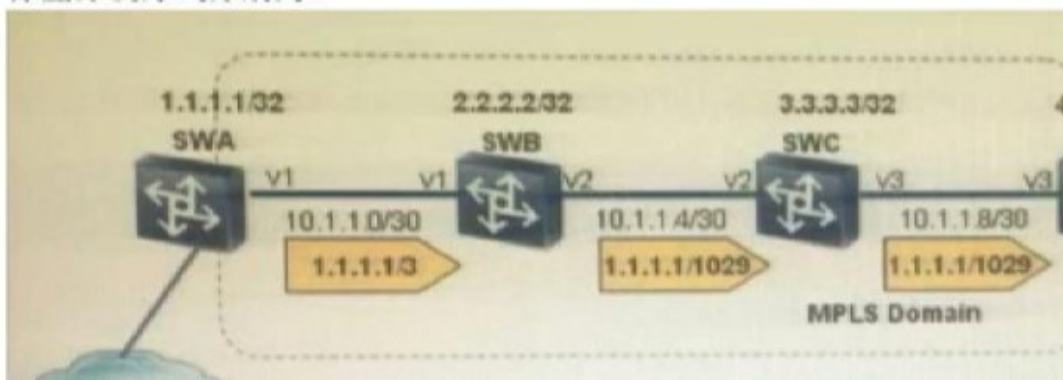 1.1.1.1/32 2.2.2.2/32 3.3.3.3/32
SWA SWB SWC
v1 v1 v2 v2 v3 v3
10.1.1.0/30 10.1.1.4/30 10.1.1.8/30
1.1.1.1/3 1.1.1.1/1029 1.1.1.1/1029
MPLS Domain